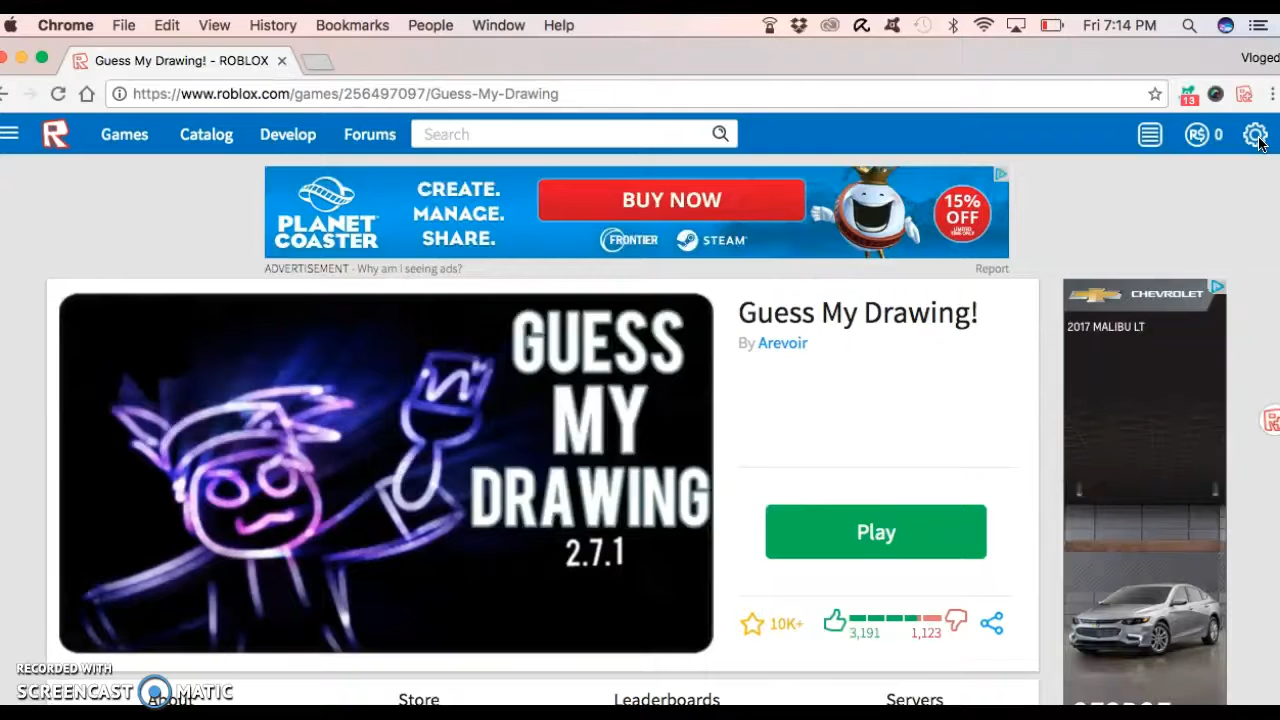 Chrome File Edit View History Bookmarks People Window Help Fri 7:14 PM
Guess My Drawing! - ROBLOX Vloged
https://www.roblox.com/games/256497097/Guess-My-Drawing 13
R Games Catalog Develop Forums Search R$ 0
PLANET COASTER
CREATE.
MANAGE.
SHARE.
BUY NOW
FRONTIER STEAM
15%
OFF
ADVERTISEMENT - Why am I seeing ads? Report
GUESS
MY
DRAWING
2.7.1
Guess My Drawing!
By Arevoir
Play
10K+ 3,191 1,123
CHEVROLET
2017 MALIBU LT
RECORDED WITH
SCREENCAST MATIC
About Store Leaderboards Servers